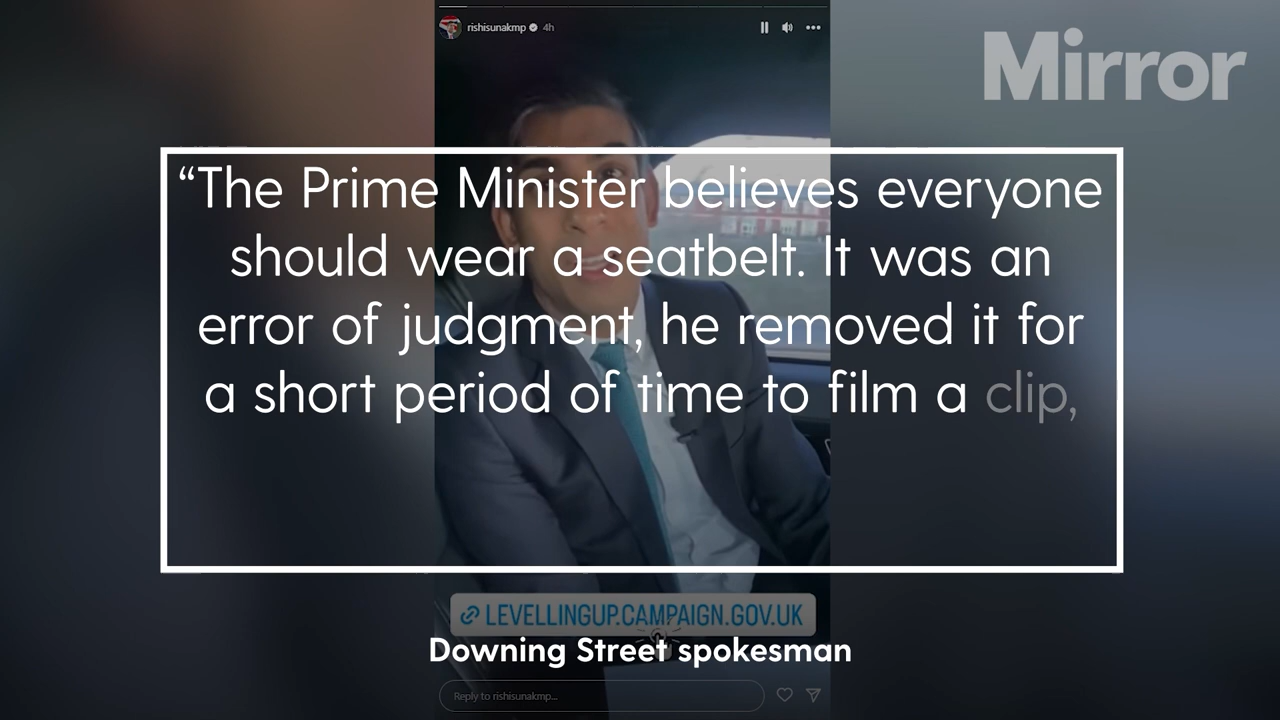 rishisunakmp 4h
Mirror
“The Prime Minister believes everyone
should wear a seatbelt. It was an
error of judgment, he removed it for
a short period of time to film a clip,
LEVELLINGUP.CAMPAIGN.GOV.UK
Downing Street spokesman
Reply to rishisunakmp...